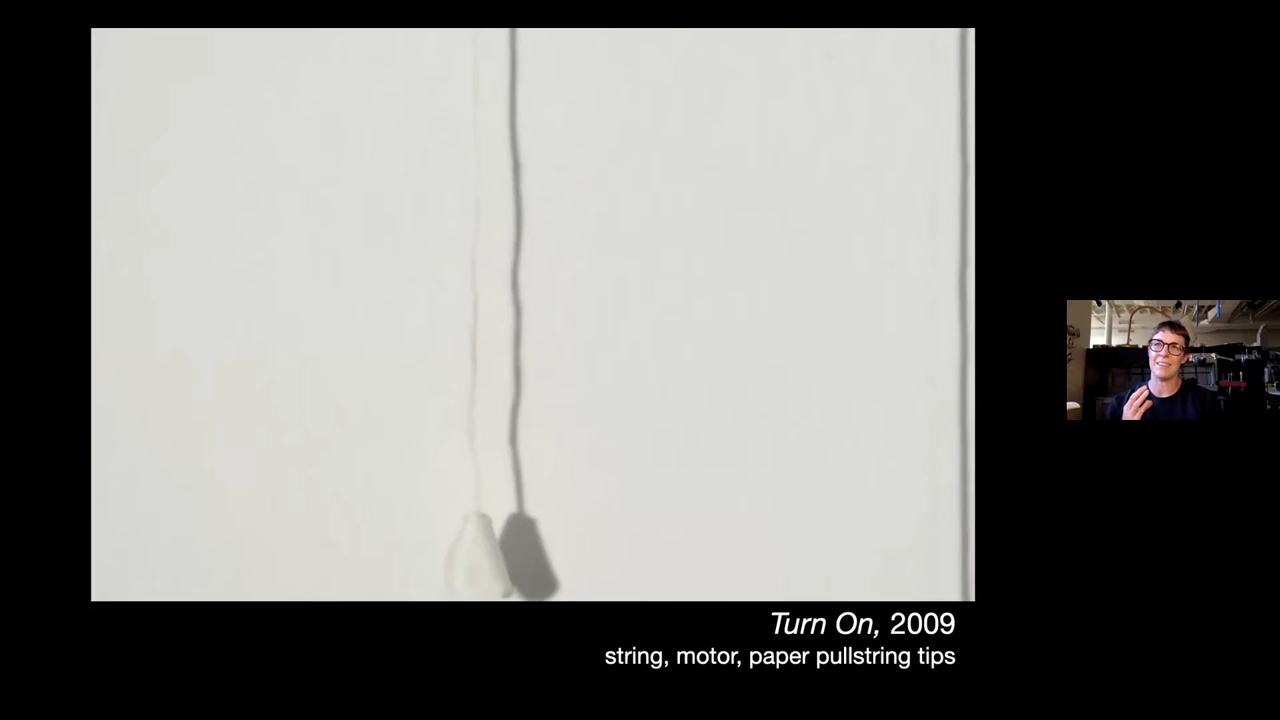 Turn On, 2009
string, motor, paper pullstring tips